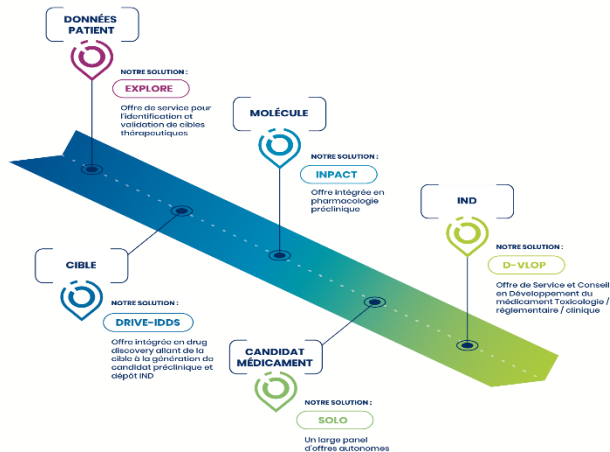 DONNÉES
PATIENT
NOTRE SOLUTION :
EXPLORE
Offre de service pour
l'identification et
validation de cibles
thérapeutiques
MOLÉCULE
NOTRE SOLUTION :
INPACT
Offre Intégrée en
pharmacologie
préclinique
IND
NOTRE SOLUTION :
D-VLOP
Offre de Service et Conseil
en Développement du
médicament Toxicologie /
réglementaire / clinique
CIBLE
NOTRE SOLUTION :
DRIVE-IDDS
Offre intégrée en drug
discovery allant de la
cible à la génération de
candidat préclinique et
dépôt IND
CANDIDAT
MÉDICAMENT
NOTRE SOLUTION :
SOLO
Un large panel
d'offres autonomes